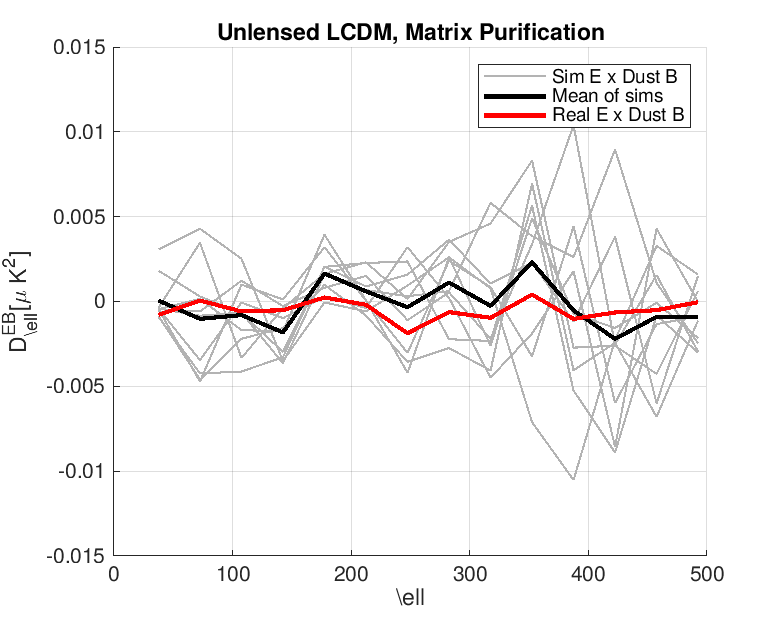 Unlensed LCDM, Matrix Purification
Sim E x Dust B
Mean of sims
Real E x Dust B
0.015
0.01
0.005
0
-0.005
-0.01
-0.015
D^{EB}_{\ell}[μ K^2]
0 100 200 300 400 500
\ell